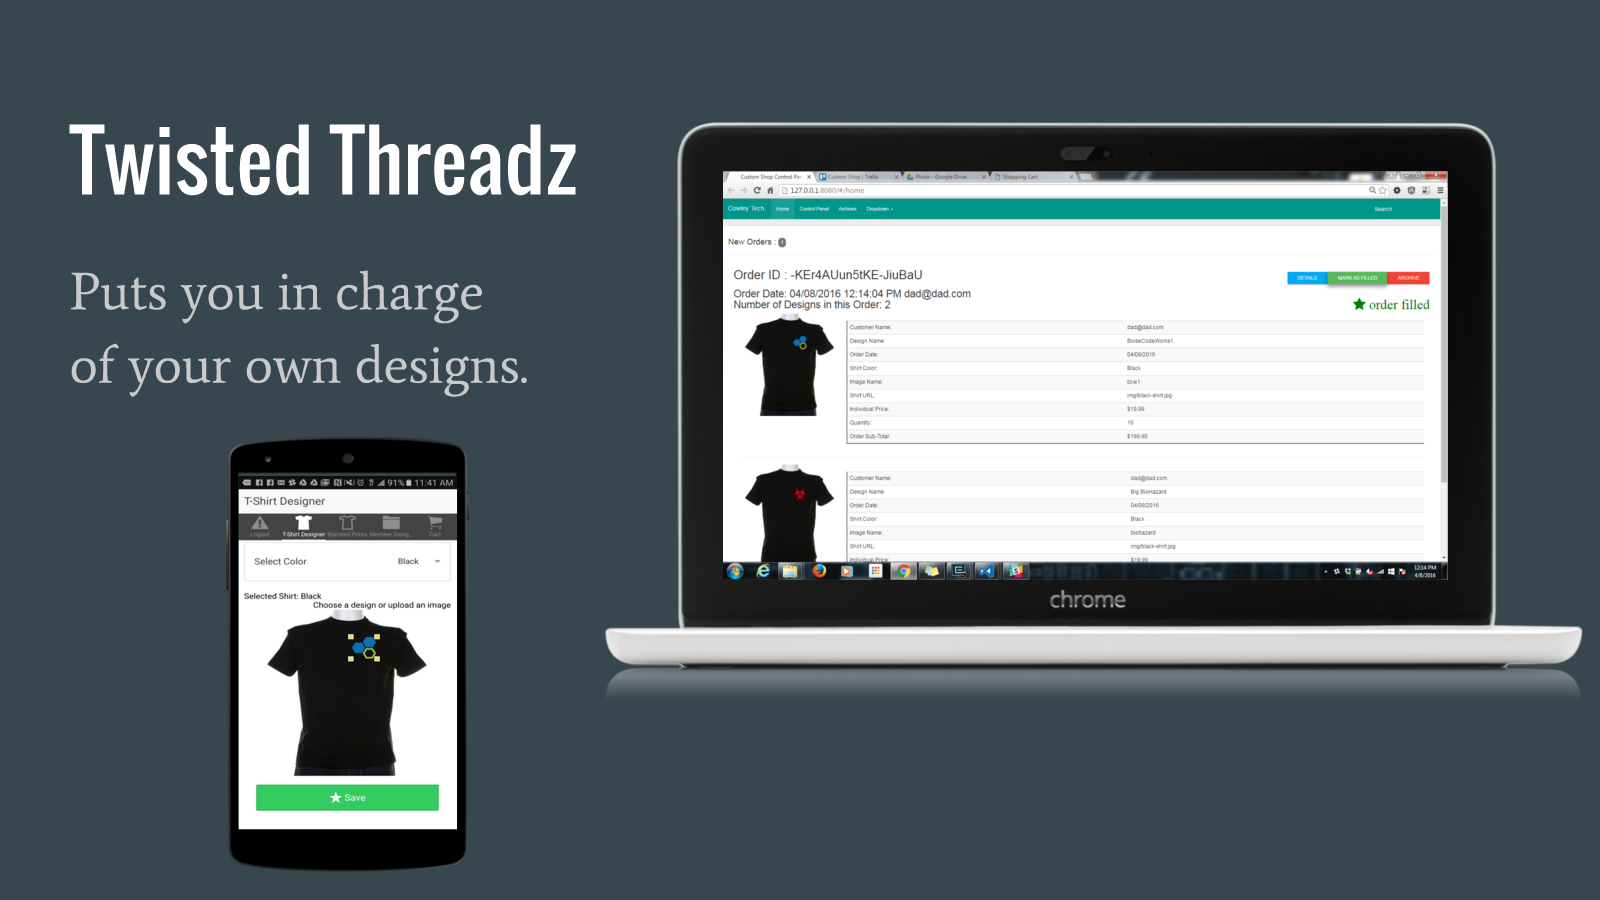 Twisted Threadz
Puts you in charge
of your own designs.
91% 11:41 AM
T-Shirt Designer
Logout T-Shirt Designer Branded Prints Member Desig..
Cart
Select Color Black
Selected Shirt: Black
Choose a design or upload an image
Save
Custom Shop Control Pan
Custom Shop | Trello
Photo - Google Drive
Shopping Cart
127.0.0.1:8080/#/home
Cowley Tech. Home Control Panel Archives Dropdown Search
New Orders :
Order ID : -KEr4AUun5tKE-JiuBaU
DETAILS MARK AS FILLED ARCHIVE
Order Date: 04/08/2016 12:14:04 PM dad@dad.com
Number of Designs in this Order: 2
order filled
Customer Name: dad@dad.com
Design Name: BoiseCodeWorks1
Order Date: 04/08/2016
Shirt Color: Black
Image Name: bcw1
Shirt URL: img/black-shirt.jpg
Individual Price: $19.99
Quantity: 10
Order Sub-Total: $199.90
Customer Name: dad@dad.com
Design Name: Big BioHazard
Order Date: 04/08/2016
Shirt Color: Black
Image Name: biohazard
Shirt URL: img/black-shirt.jpg
Individual Price: $19.99
12:14 PM
4/8/2016
chrome